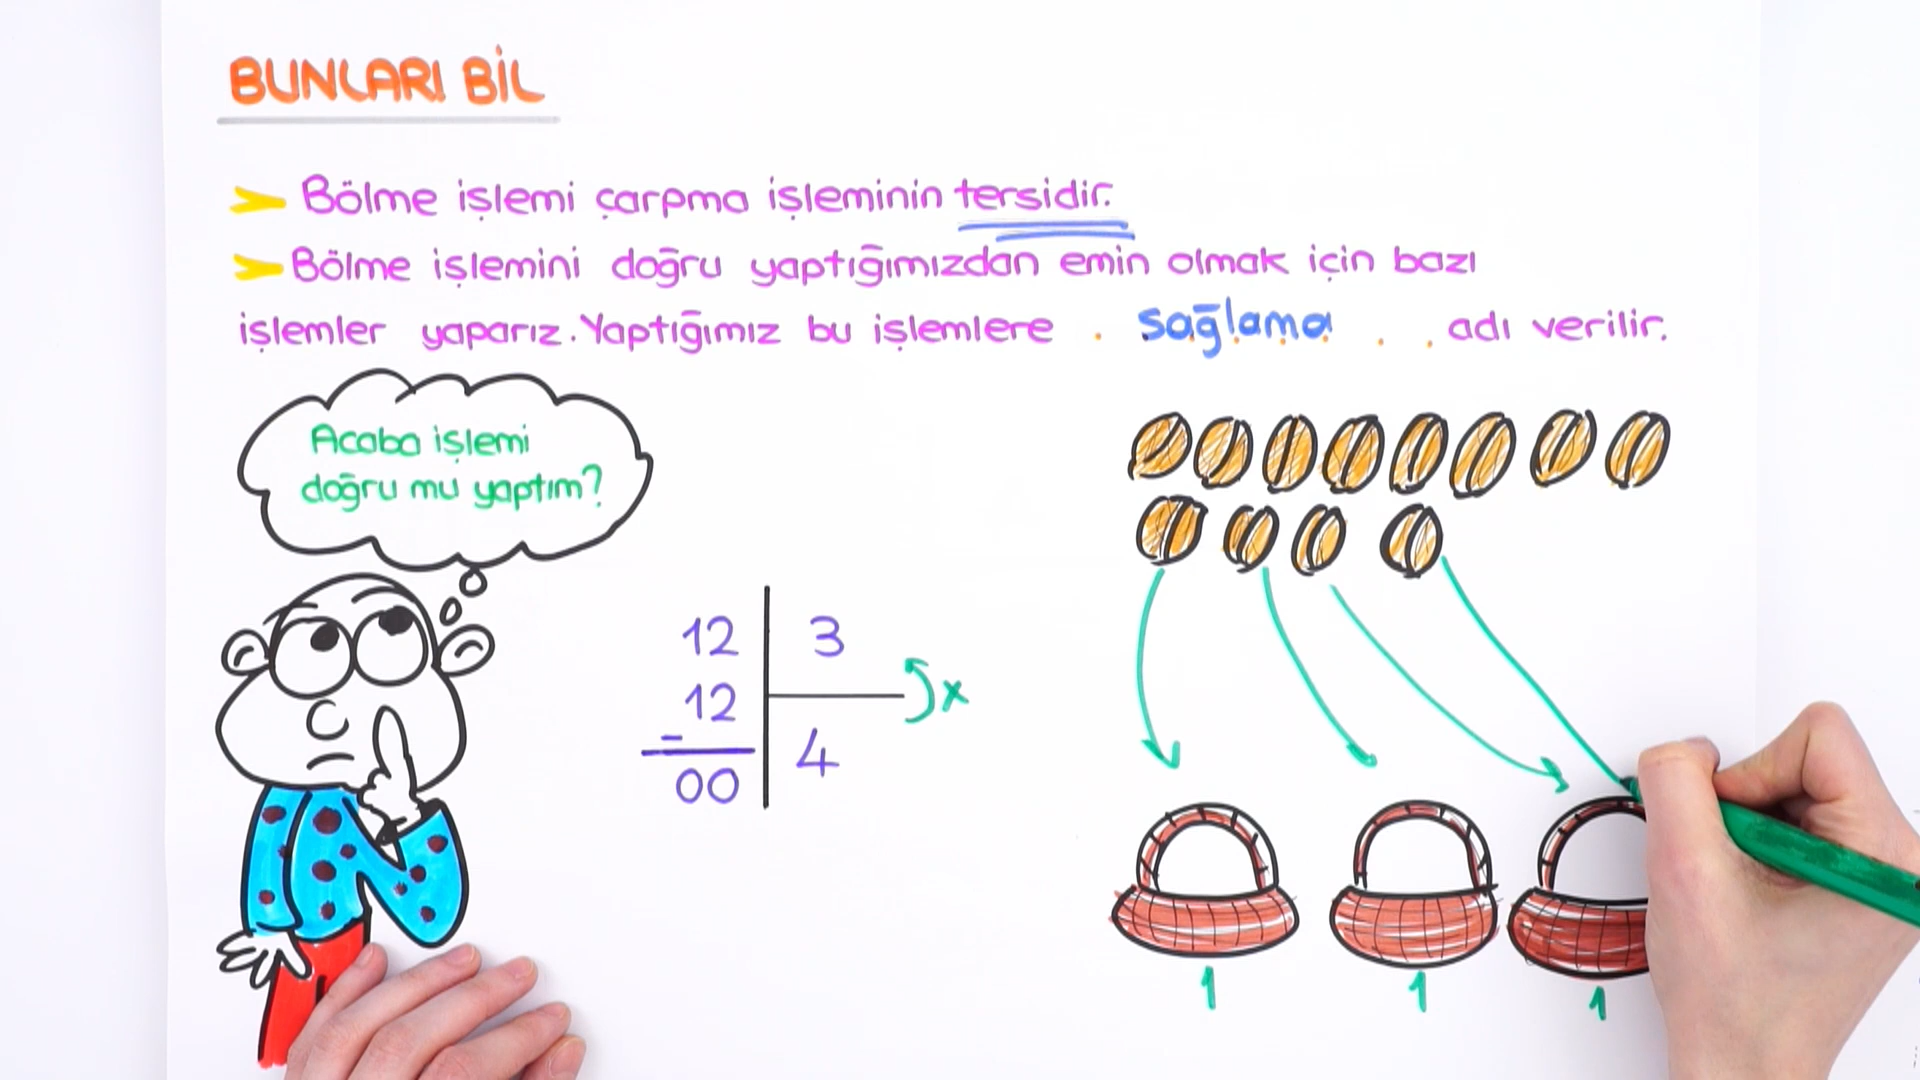 BUNLARI BİL
➤ Bölme işlemi çarpma işleminin tersidir.
➤ Bölme işlemini doğru yaptığımızdan emin olmak için bazı
işlemler yaparız. Yaptığımız bu işlemlere . sağlama . . adı verilir.
Acaba işlemi
doğru mu yaptım?
12 3
12 x
- 4
00
1 1 1